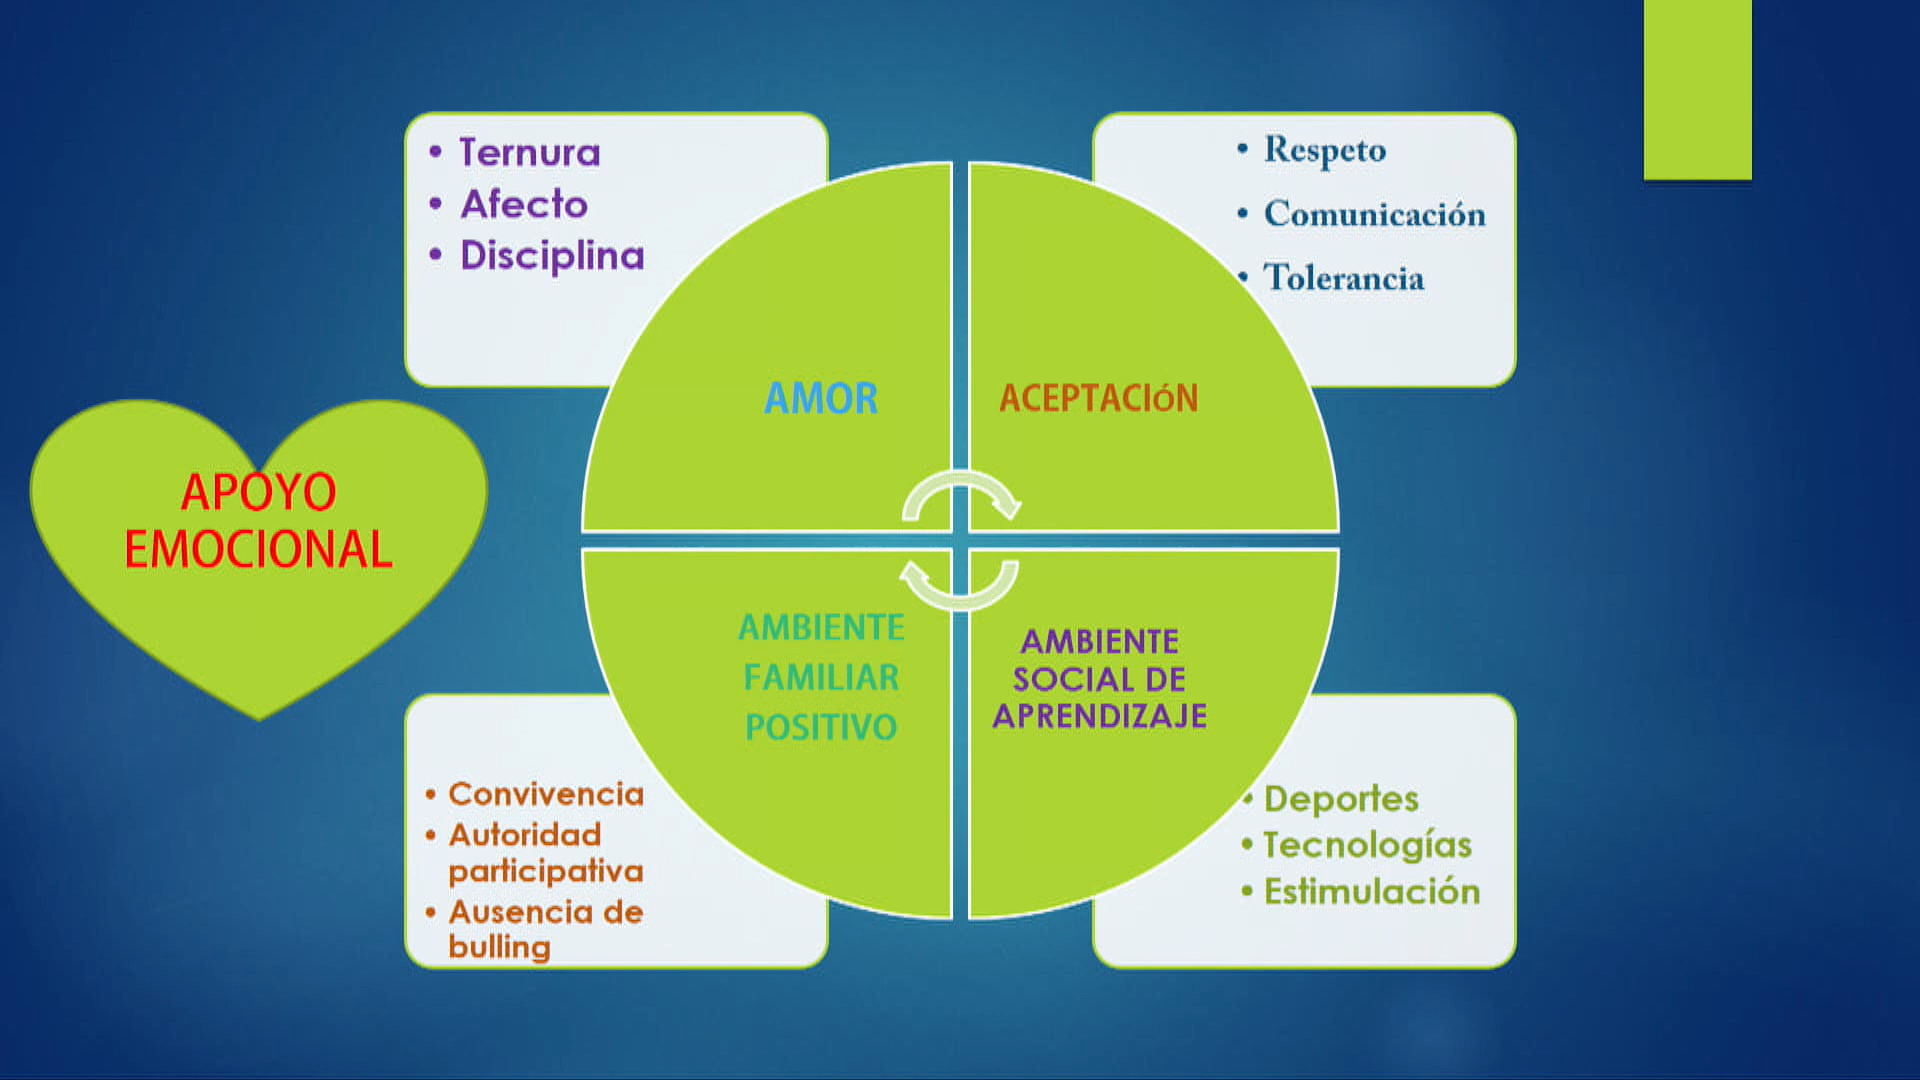 • Ternura
• Afecto
• Disciplina
• Respeto
• Comunicación
• Tolerancia
AMOR
ACEPTACIóN
APOYO
EMOCIONAL
AMBIENTE
FAMILIAR
POSITIVO
AMBIENTE
SOCIAL DE
APRENDIZAJE
• Convivencia
• Autoridad
participativa
• Ausencia de
bulling
• Deportes
• Tecnologías
• Estimulación